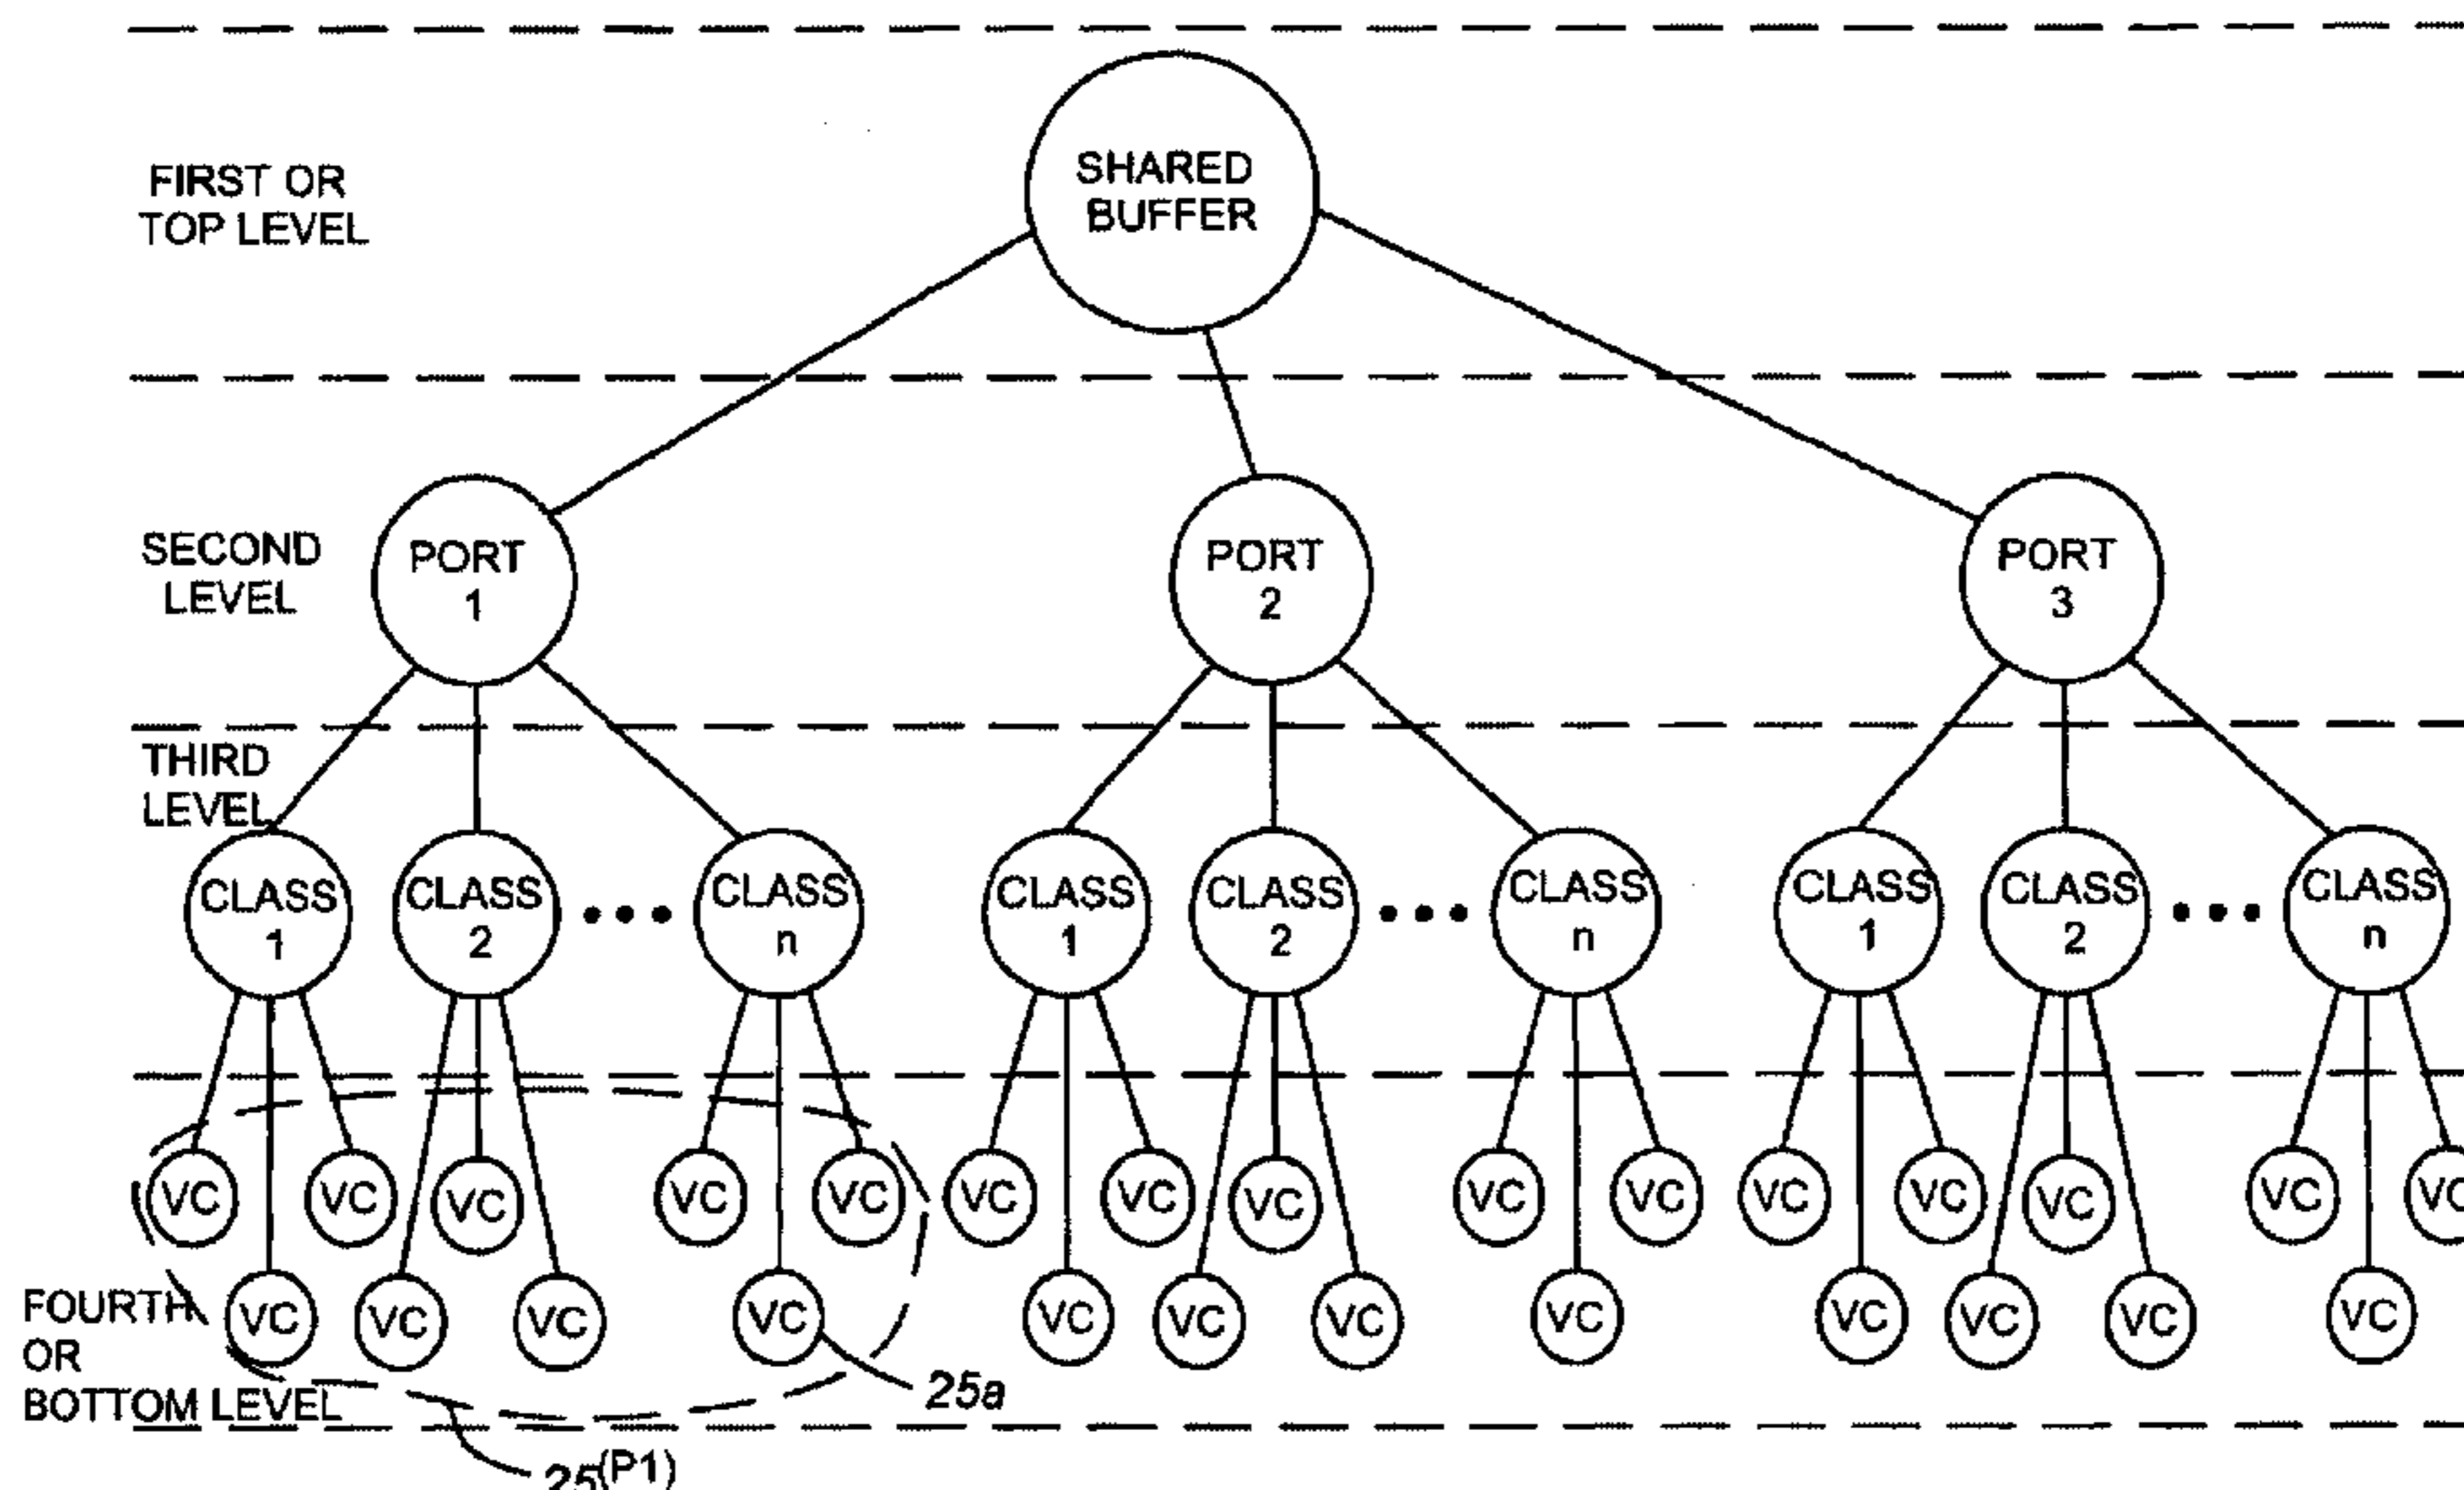 FIRST OR
TOP LEVEL
SHARED
BUFFER
SECOND
LEVEL
PORT
1
PORT
2
PORT
3
THIRD
LEVEL
CLASS
1
CLASS
2
CLASS
n
CLASS
1
CLASS
2
CLASS
n
CLASS
1
CLASS
2
CLASS
n
VC VC VC VC VC VC VC VC VC VC VC VC VC VC
FOURTH
OR
BOTTOM LEVEL
VC VC VC VC VC VC VC VC VC VC VC VC
25a
25(P1)